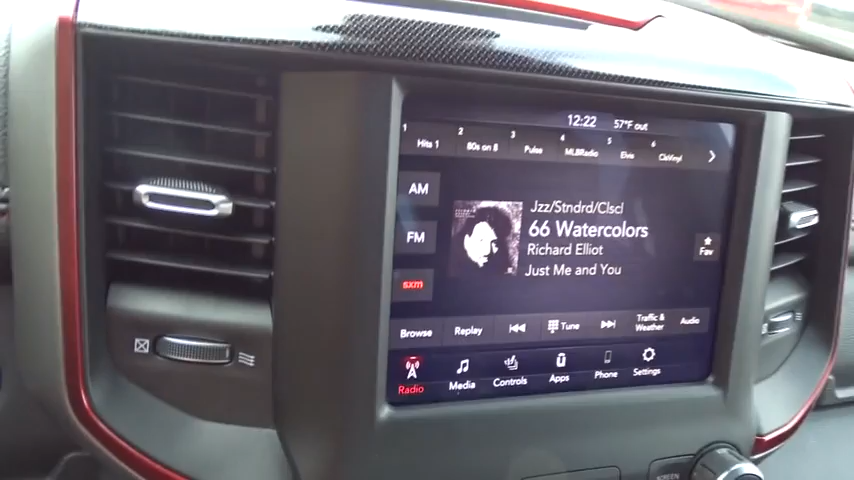 12:22 57°F out
1 2 3 4 5 6
Hits 1 80s on 8 Pulse MLBRadio Elvis ClsVinyl
AM
FM
sxm
Jzz/Stndrd/Clscl
66 Watercolors
Richard Elliot
Just Me and You
Fav
Browse Replay Tune Traffic & Weather Audio
Radio Media Controls Apps Phone Settings
SCREEN